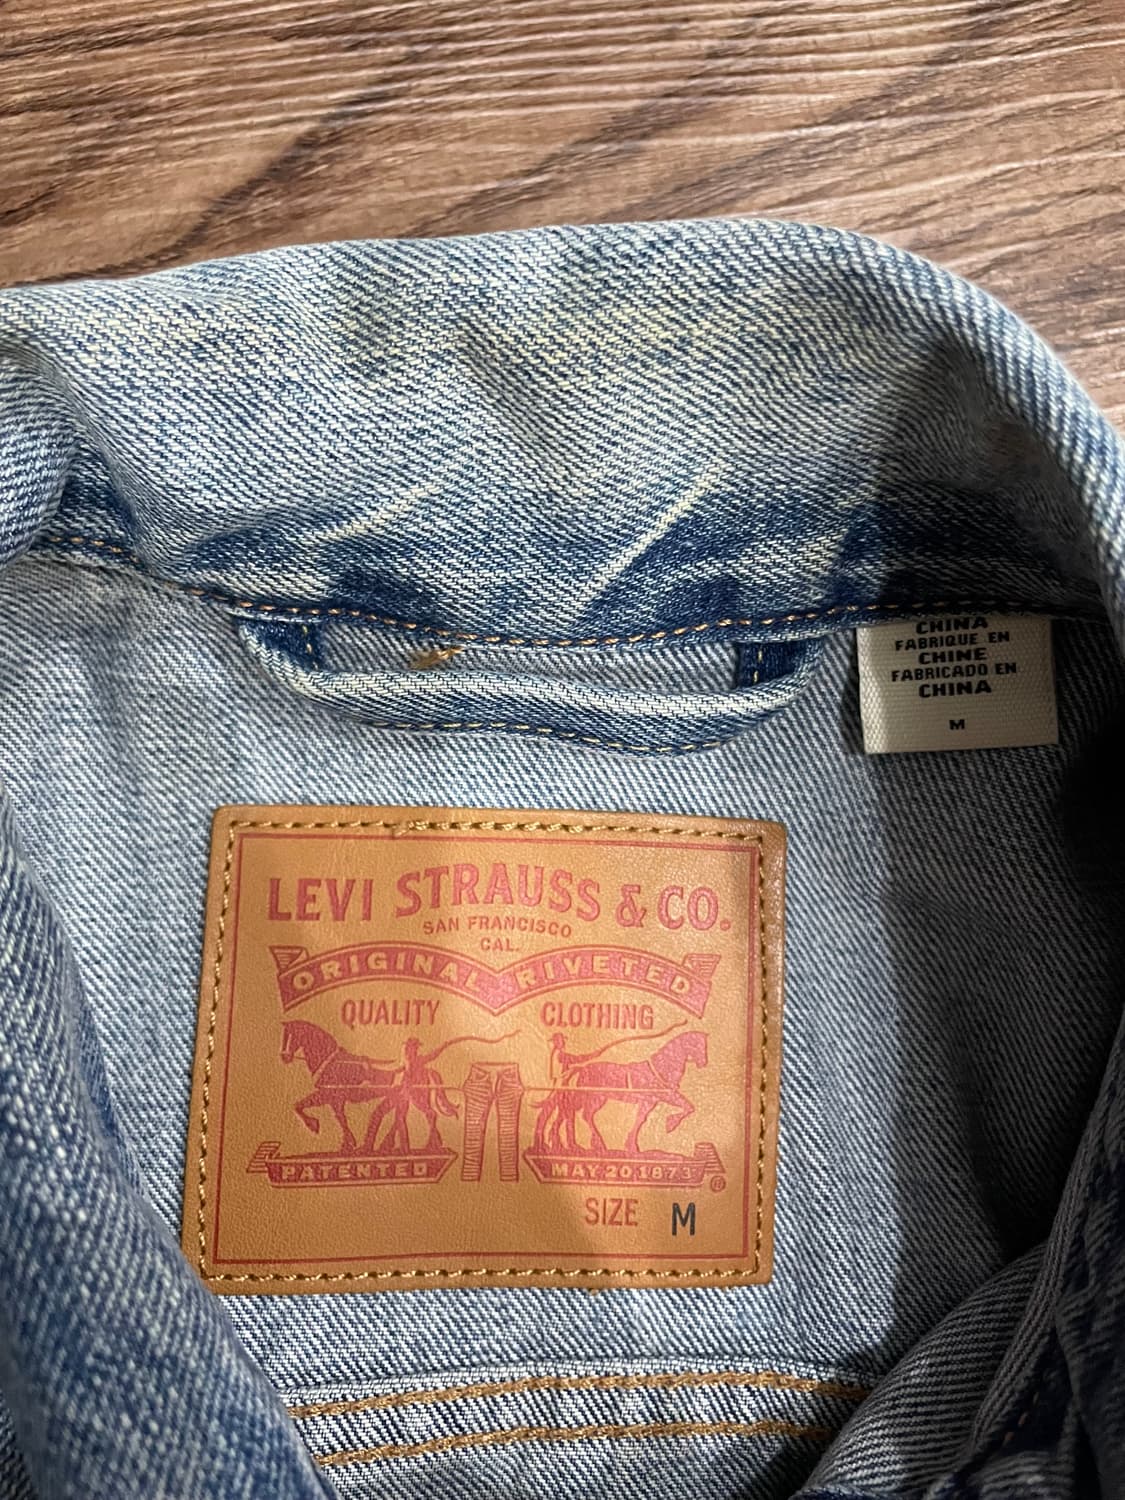 CHINA
FABRIQUE EN
CHINE
FABRICADO EN
CHINA
M
LEVI STRAUSS & CO.
SAN FRANCISCO
CAL.
ORIGINAL RIVETED
QUALITY CLOTHING
PATENTED MAY 20 1873
®
SIZE M